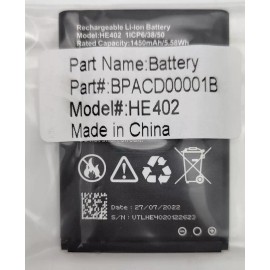 Rechargeable Li-ion Battery
Model:HE402 1ICP6/38/50
Rated Capacity:1450mAh/5.58Wh
Part Name:Battery
Part#:BPACD00001B
Model#:HE402
Made in China
Date: 27/07/2022
S/N:UTLHE4020122623